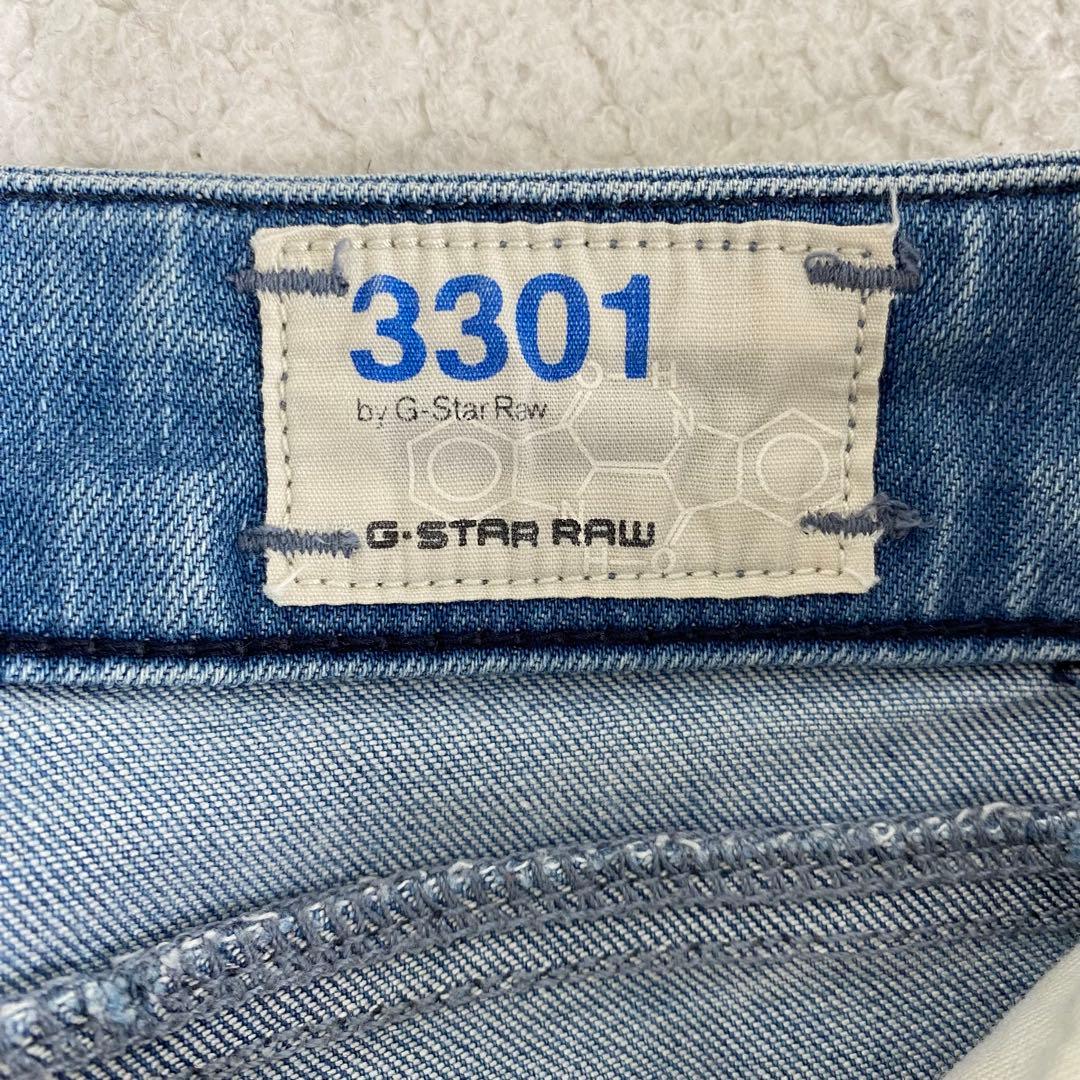 3301
by G-Star Raw
O H
N
N
G-STAR RAW
H O